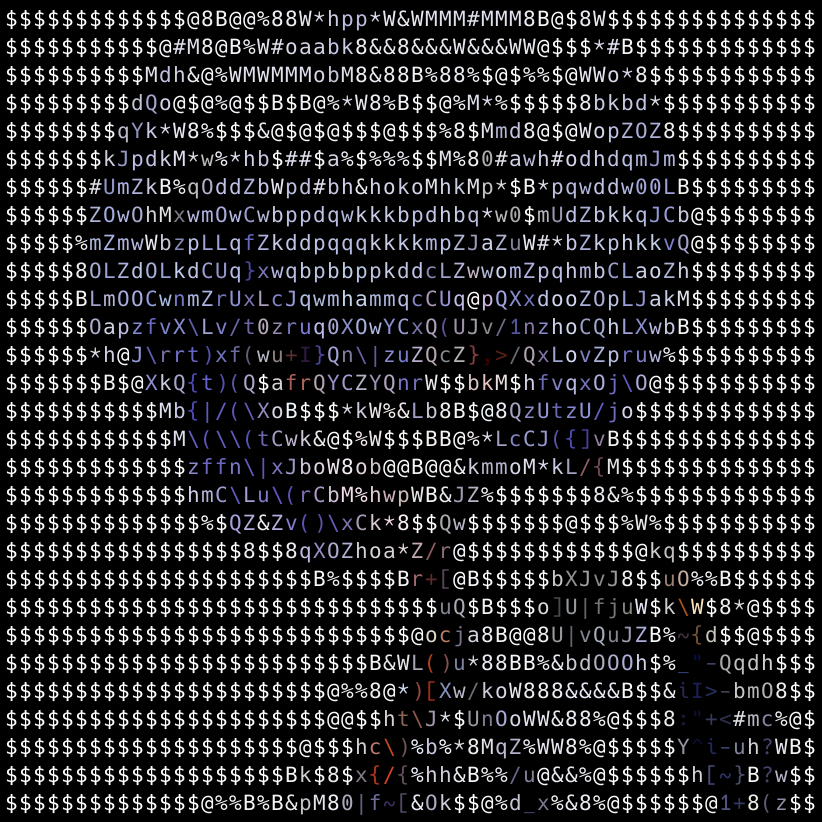 $$$$$$$$$$$$$@8B@@%88W*hpp*W&WMMM#MMM8B@$8W$$$$$$$$$$$$$$$
$$$$$$$$$$$@#M8@B%W#oaabk8&&8&&&W&&&WW@$$$*#B$$$$$$$$$$$$$
$$$$$$$$$$Mdh&@%WMWMMMobM8&88B%88%$@$%%$@WWo*8$$$$$$$$$$$$
$$$$$$$$$dQo@$@%@$$B$B@%*W8%B$$@%M*%$$$$$8bkbd*$$$$$$$$$$$
$$$$$$$$qYk*W8%$$$&@$@$@$$$@$$$%8$Mmd8@$@WopZOZ8$$$$$$$$$$
$$$$$$$kJpdkM*w%*hb$##$a%$%%%$$M%80#awh#odhdqmJm$$$$$$$$$$
$$$$$$#UmZkB%qOddZbWpd#bh&hokoMhkMp*$B*pqwddw00LB$$$$$$$$$
$$$$$$ZOwOhMxwmOwCwbppdqwkkkbpdhbq*w0$mUdZbkkqJCb@$$$$$$$$
$$$$$%mZmwWbzpLLqfZkddpqqqkkkkmpZJaZuW#*bZkphkkvQ@$$$$$$$$
$$$$$8OLZdOLkdCUq}xwqbpbbppkddcLZwwomZpqhmbCLaoZh$$$$$$$$$
$$$$$BLmOOCwnmZrUxLcJqwmhammqcCUq@pQXxdooZOpLJakM$$$$$$$$$
$$$$$$OapzfvX\Lv/t0zruq0XOwYCxQ(UJv/1nzhoCQhLXwbB$$$$$$$$$
$$$$$$*h@J\rrt)xf(wu+I}Qn\|zuZQcZ},>/QxLovZpruw%$$$$$$$$$$
$$$$$$$B$@XkQ{t)(Q$afrQYCZYQnrW$$bkM$hfvqxOj\O@$$$$$$$$$$$
$$$$$$$$$$$Mb{|/(\XoB$$$*kW%&Lb8B$@8QzUtzU/jo$$$$$$$$$$$$$
$$$$$$$$$$$$M\(\\(tCwk&@$%W$$$BB@%*LcCJ({]vB$$$$$$$$$$$$$$
$$$$$$$$$$$$$zffn\|xJboW8ob@@B@@&kmmoM*kL/{M$$$$$$$$$$$$$$
$$$$$$$$$$$$$hmC\Lu\(rCbM%hwpWB&JZ%$$$$$$$8&%$$$$$$$$$$$$$
$$$$$$$$$$$$$$%$QZ&Zv()\xCk*8$$Qw$$$$$$$@$$$%W%$$$$$$$$$$$
$$$$$$$$$$$$$$$$$8$$8qXOZhoa*Z/r@$$$$$$$$$$$$@kq$$$$$$$$$$
$$$$$$$$$$$$$$$$$$$$$$B%$$$$Br+[@B$$$$$bXJvJ8$$uO%%B$$$$$$
$$$$$$$$$$$$$$$$$$$$$$$$$$$$$$$uQ$B$$$o]U|fjuW$k\W$8*@$$$$
$$$$$$$$$$$$$$$$$$$$$$$$$$$$$@ocja8B@@8U|vQuJZB%~{d$$@$$$$
$$$$$$$$$$$$$$$$$$$$$$$$$$B&WL()u*88BB%&bdOOOh$%_"-Qqdh$$$
$$$$$$$$$$$$$$$$$$$$$$$@%%8@*)[Xw/koW888&&&&B$$&iI>-bmO8$$
$$$$$$$$$$$$$$$$$$$$$$$@@$$ht\J*$UnOoWW&88%@$$$8:"+<#mc%@$
$$$$$$$$$$$$$$$$$$$$$@$$$hc\)%b%*8MqZ%WW8%@$$$$$Y^i-uh?WB$
$$$$$$$$$$$$$$$$$$$$Bk$8$x{/{%hh&B%%/u@&&%@$$$$$$h[~}B?w$$
$$$$$$$$$$$$$$@%%B%B&pM80|f~[&Ok$$@%d_x%&8%@$$$$$$@1+8(z$$